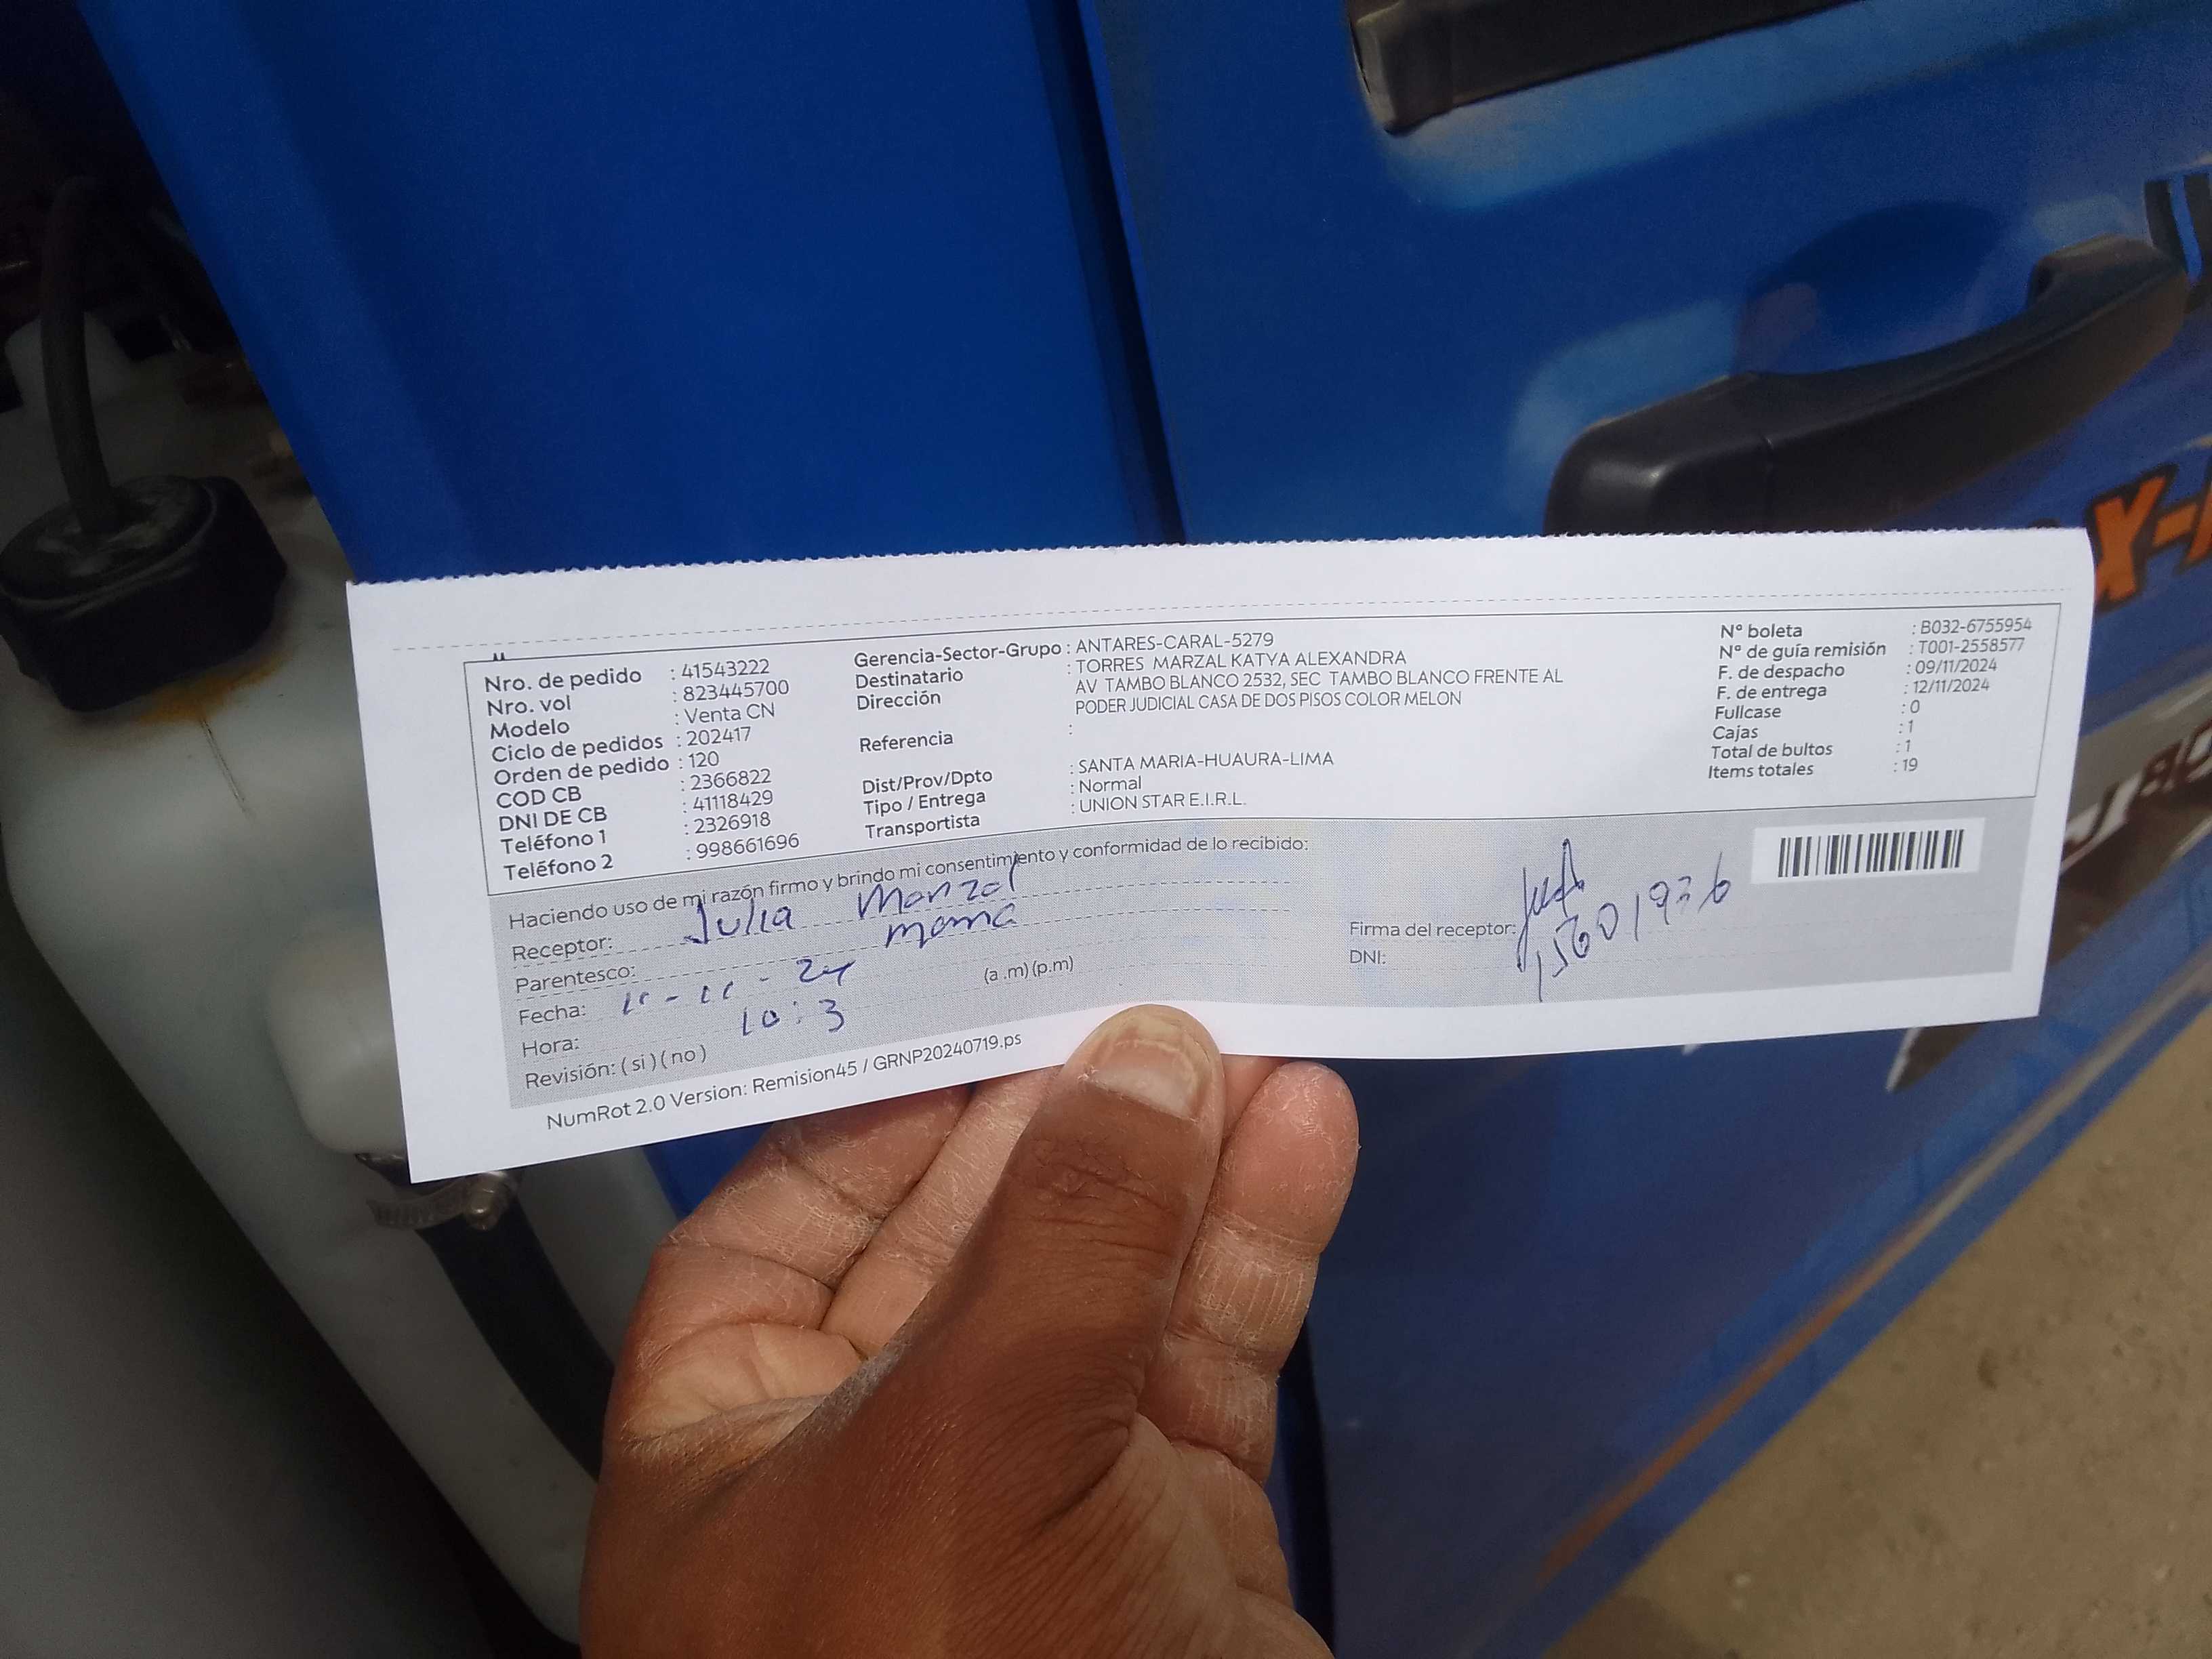 Nro. de pedido : 41543222
Nro. vol : 823445700
Modelo : Venta CN
Ciclo de pedidos : 202417
Orden de pedido : 120
COD CB : 2366822
DNI DE CB : 41118429
Teléfono 1 : 2326918
Teléfono 2 : 998661696
Gerencia-Sector-Grupo : ANTARES-CARAL-5279
Destinatario : TORRES MARZAL KATYA ALEXANDRA
Dirección AV TAMBO BLANCO 2532, SEC TAMBO BLANCO FRENTE AL
PODER JUDICIAL CASA DE DOS PISOS COLOR MELON
Referencia :
Dist/Prov/Dpto : SANTA MARIA-HUAURA-LIMA
Tipo / Entrega : Normal
Transportista : UNION STAR E.I.R.L.
N° boleta : B032-6755954
N° de guía remisión : T001-2558577
F. de despacho : 09/11/2024
F. de entrega : 12/11/2024
Fullcase : 0
Cajas : 1
Total de bultos : 1
Items totales : 19
Haciendo uso de mi razón firmo y brindo mi consentimiento y conformidad de lo recibido:
Receptor: Julia Marzal
Parentesco: mama
Fecha:
Hora: 10:3 (a .m) (p.m)
Revisión: ( si ) ( no )
Firma del receptor:
DNI: 15601936
NumRot 2.0 Version: Remision45 / GRNP20240719.ps